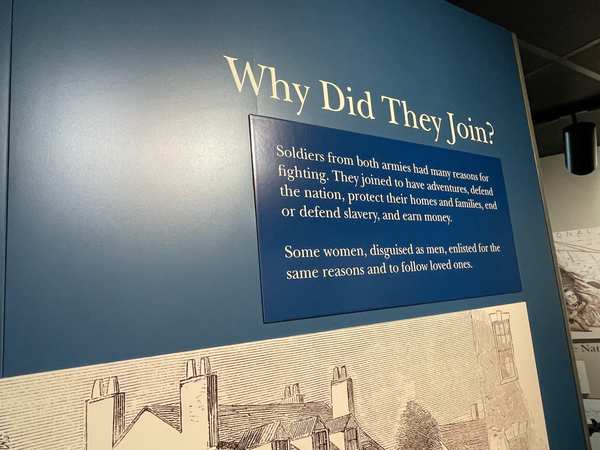 Why Did They Join?
Soldiers from both armies had many reasons for
fighting. They joined to have adventures, defend
the nation, protect their homes and families, end
or defend slavery, and earn money.
Some women, disguised as men, enlisted for the
same reasons and to follow loved ones.